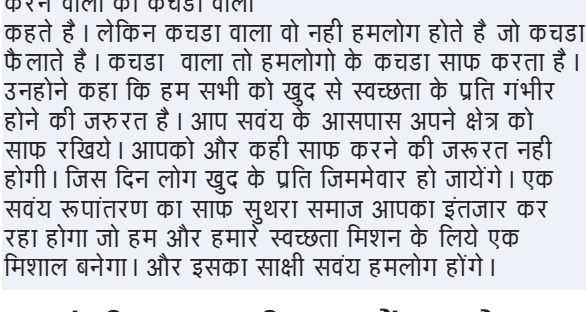 करने वालो को कचडा वाला
कहते है। लेकिन कचडा वाला वो नही हमलोग होते है जो कचडा
फैलाते है। कचडा वाला तो हमलोगो के कचडा साफ करता है।
उनहोने कहा कि हम सभी को खुद से स्वच्छता के प्रति गंभीर
होने की जरुरत है। आप सवंय के आसपास अपने क्षेत्र को
साफ रखिये। आपको और कही साफ करने की जरूरत नही
होगी। जिस दिन लोग खुद के प्रति जिममेवार हो जायेंगे। एक
सवंय रूपांतरण का साफ सुथरा समाज आपका इंतजार कर
रहा होगा जो हम और हमारे स्वच्छता मिशन के लिये एक
मिशाल बनेगा। और इसका साक्षी सवंय हमलोग होंगे।